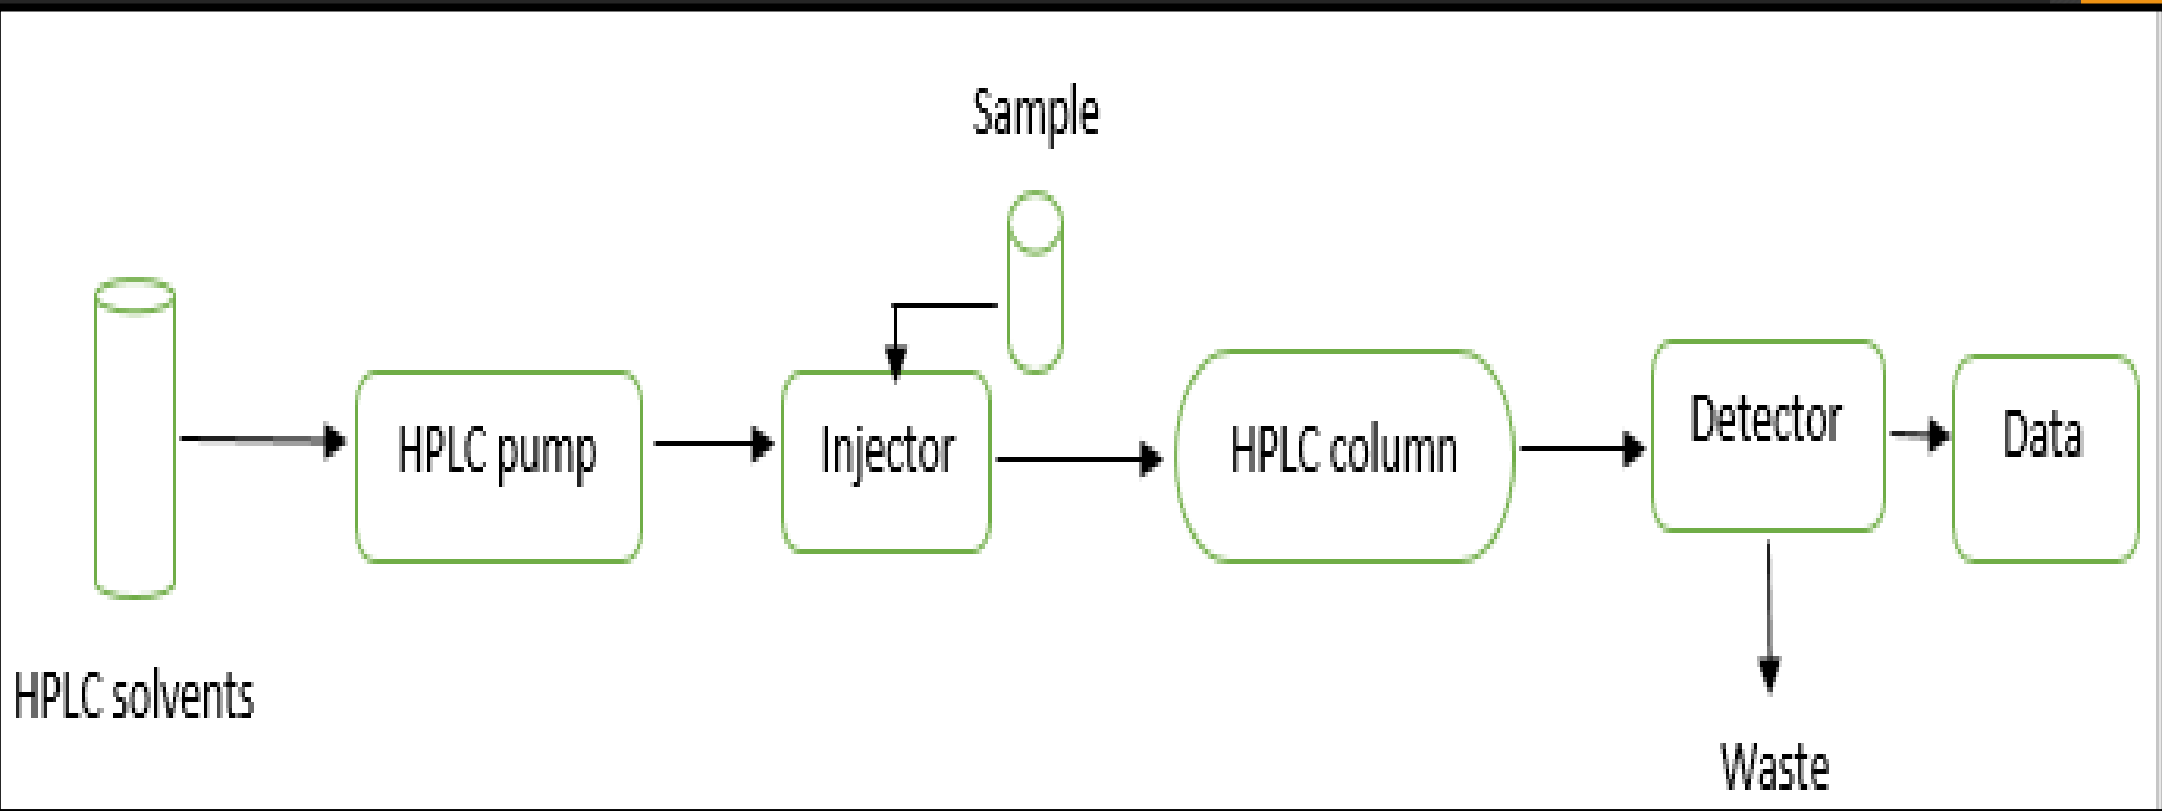 Sample
HPLC pump
Injector
HPLC column
Detector
Data
HPLC solvents
Waste